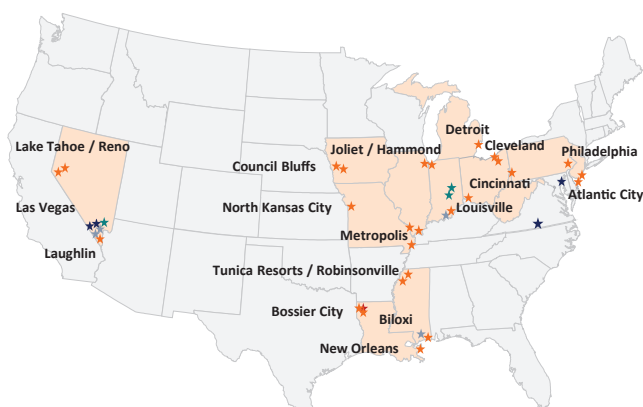 Detroit
Lake Tahoe / Reno
Joliet / Hammond
Cleveland
Philadelphia
Council Bluffs
Cincinnati
Atlantic City
Las Vegas
North Kansas City
Louisville
Metropolis
Laughlin
Tunica Resorts / Robinsonville
Bossier City
Biloxi
New Orleans